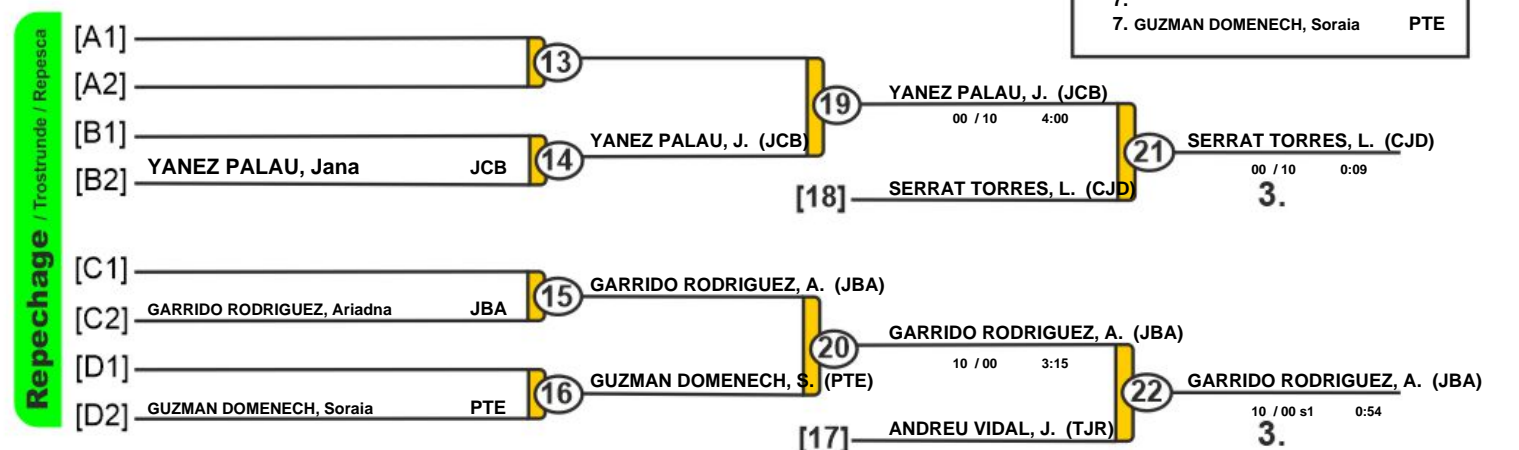 7.
7. GUZMAN DOMENECH, Soraia PTE
Repechage / Trostrunde / Repesca
[A1]
13
[A2]
19
YANEZ PALAU, J. (JCB)
00 / 10 4:00
[B1]
YANEZ PALAU, J. (JCB)
14
21
SERRAT TORRES, L. (CJD)
00 / 10 0:09
3.
[B2] YANEZ PALAU, Jana JCB
[18] SERRAT TORRES, L. (CJD)
[C1]
15
GARRIDO RODRIGUEZ, A. (JBA)
[C2] GARRIDO RODRIGUEZ, Ariadna JBA
20
GARRIDO RODRIGUEZ, A. (JBA)
10 / 00 3:15
[D1]
16
GUZMAN DOMENECH, S. (PTE)
22
GARRIDO RODRIGUEZ, A. (JBA)
10 / 00 s1 0:54
3.
[D2] GUZMAN DOMENECH, Soraia PTE
[17] ANDREU VIDAL, J. (TJR)